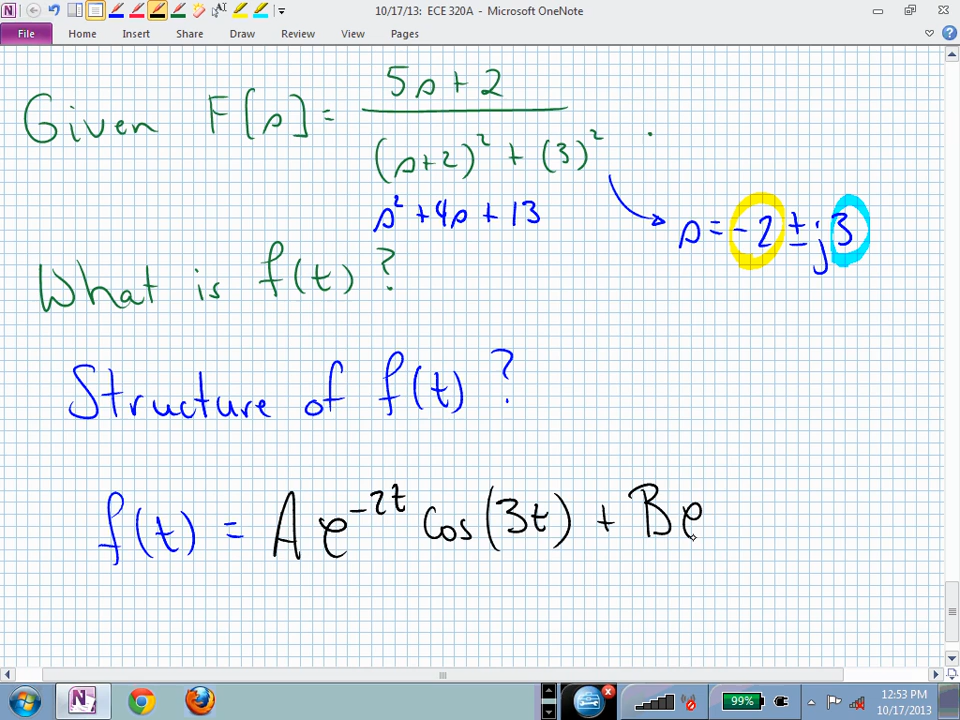 10/17/13: ECE 320A - Microsoft OneNote
File Home Insert Share Draw Review View Pages
Given F[s] = 5s + 2
(s+2)² + (3)² .
s² + 4s + 13
s = -2 ± j3
What is f(t) ?
Structure of f(t) ?
f(t) = A e^-2t cos(3t) + B e
99%
12:53 PM
10/17/2013